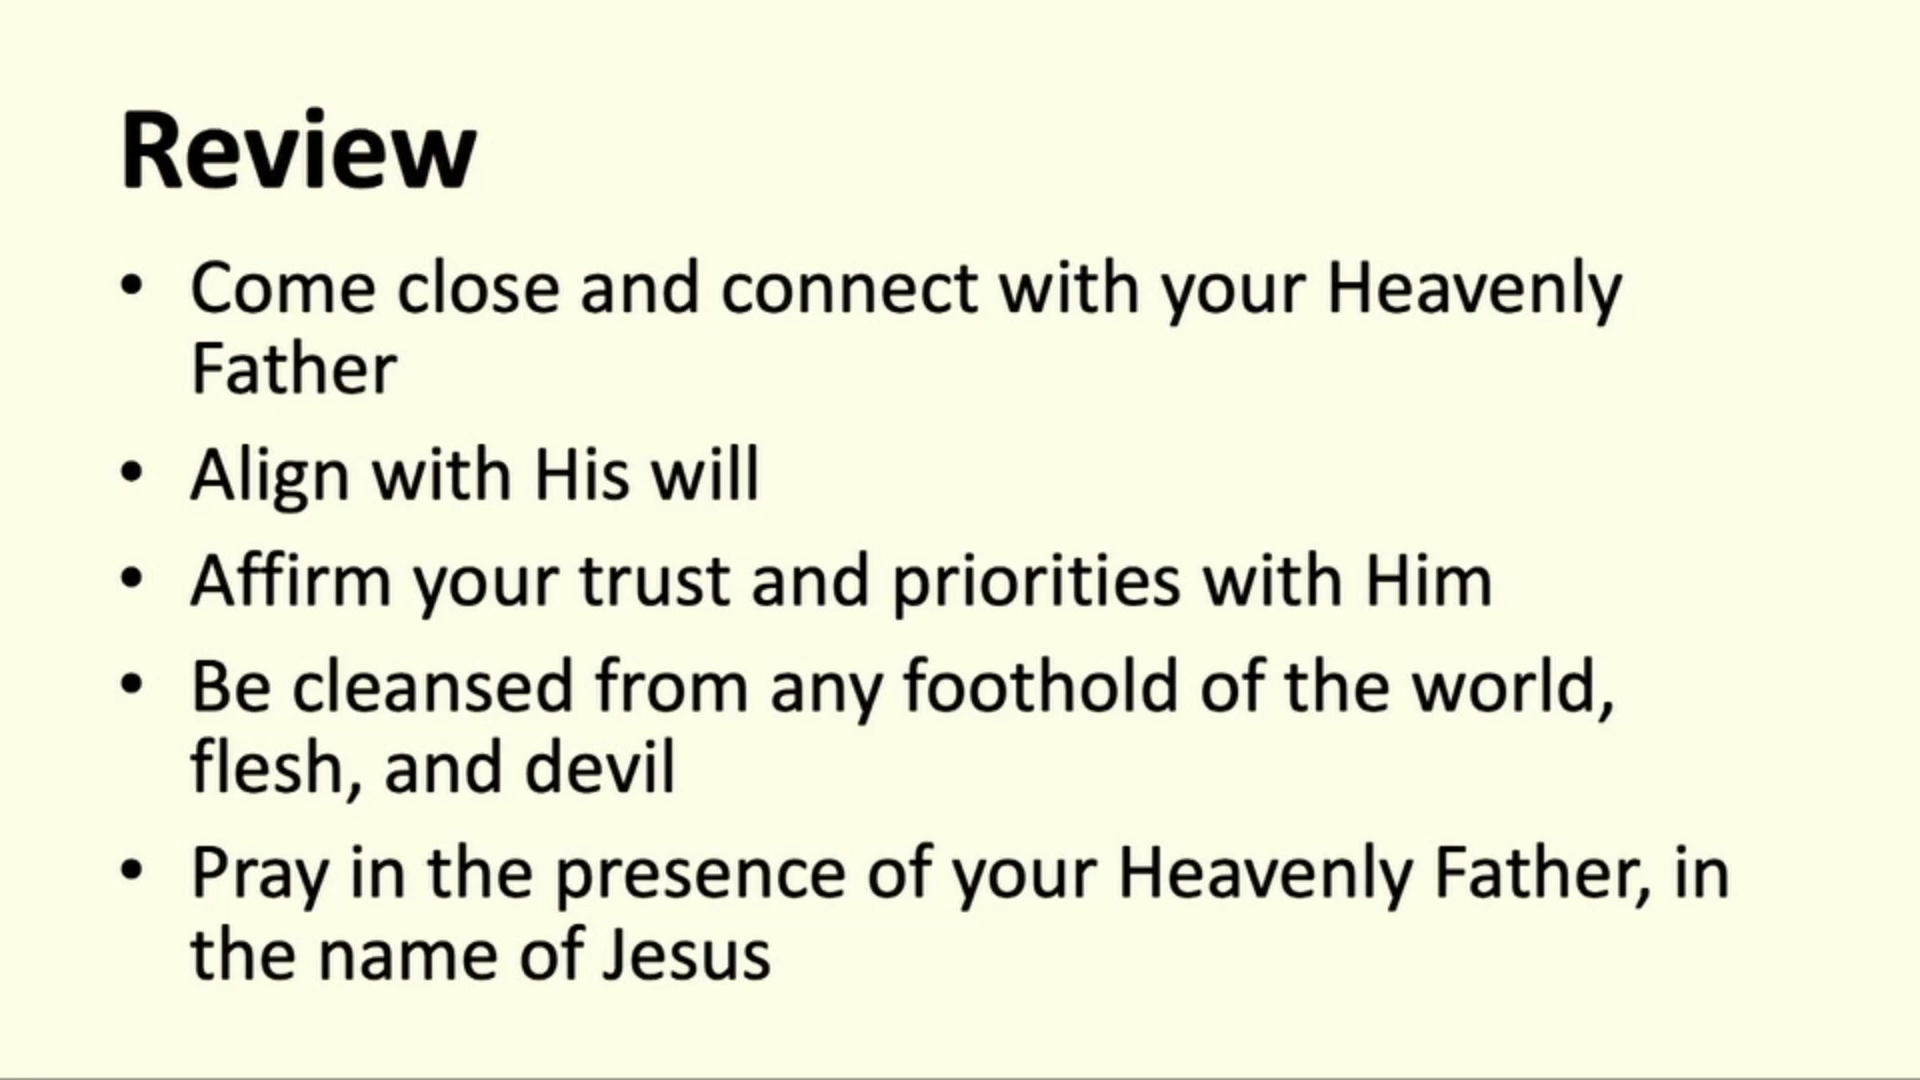 Review
• Come close and connect with your Heavenly
Father
• Align with His will
• Affirm your trust and priorities with Him
• Be cleansed from any foothold of the world,
flesh, and devil
• Pray in the presence of your Heavenly Father, in
the name of Jesus